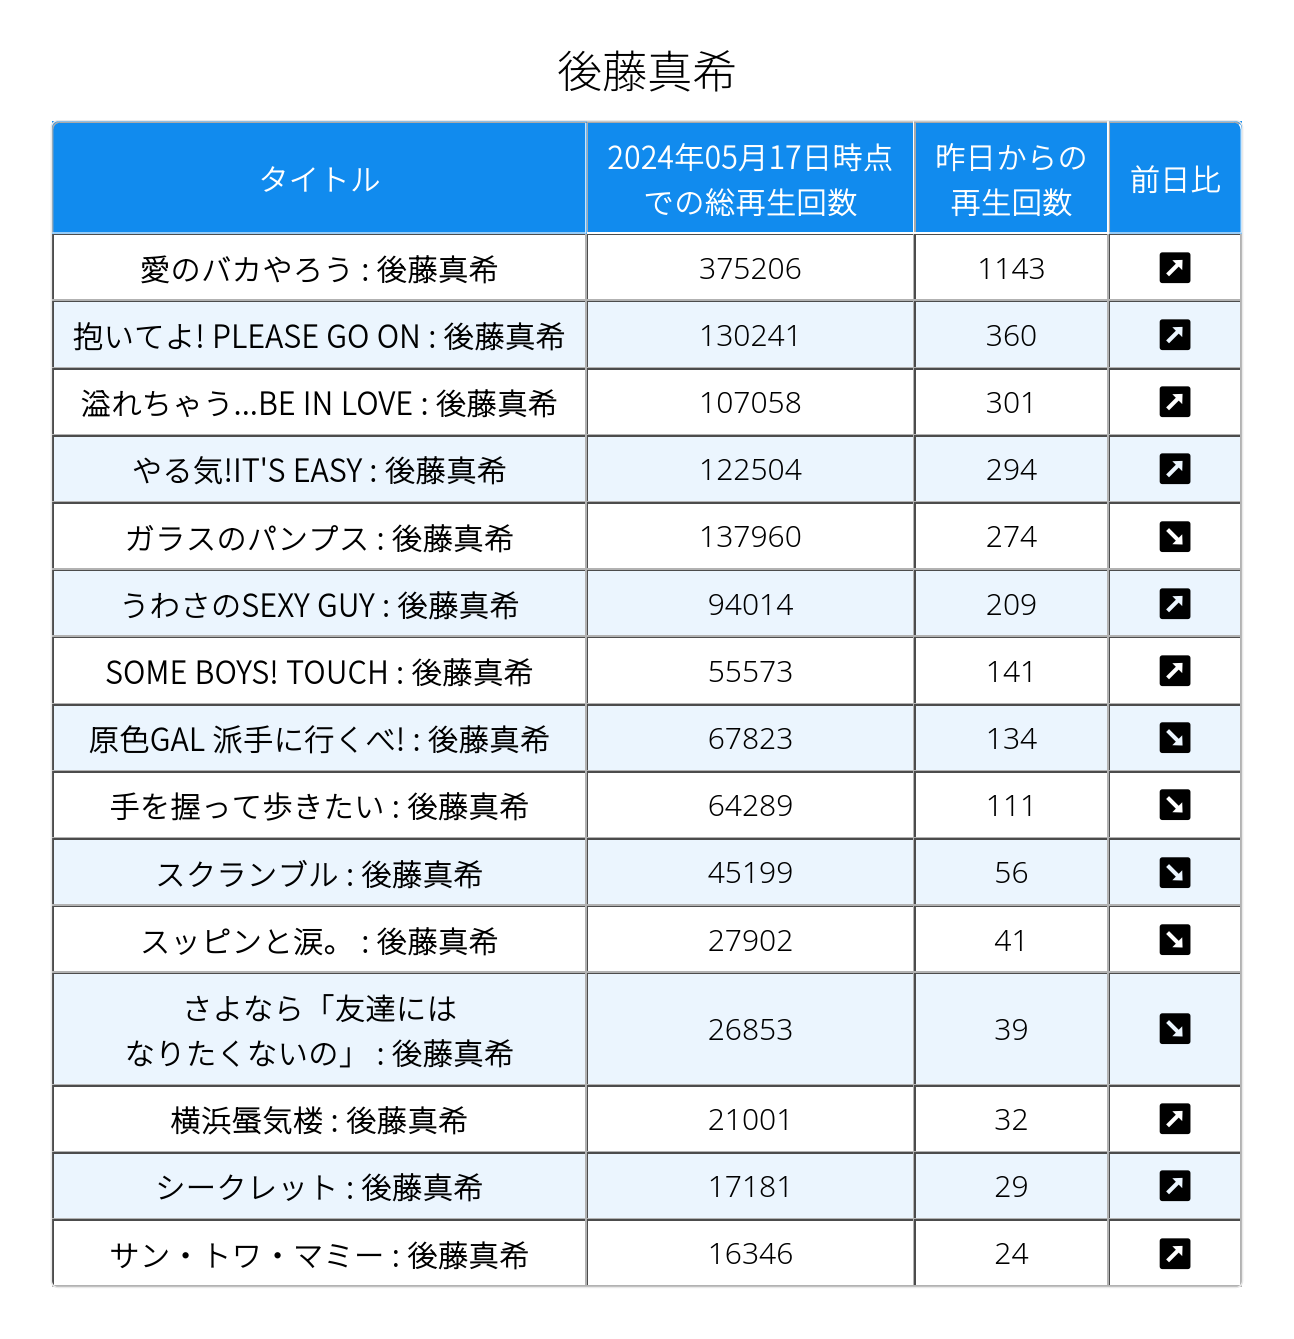 後藤真希
タイトル
2024年05月17日時点
での総再生回数
昨日からの
再生回数
前日比
愛のバカやろう : 後藤真希 375206 1143
抱いてよ! PLEASE GO ON : 後藤真希 130241 360
溢れちゃう...BE IN LOVE : 後藤真希 107058 301
やる気!IT'S EASY : 後藤真希 122504 294
ガラスのパンプス : 後藤真希 137960 274
うわさのSEXY GUY : 後藤真希 94014 209
SOME BOYS! TOUCH : 後藤真希 55573 141
原色GAL 派手に行くべ! : 後藤真希 67823 134
手を握って歩きたい : 後藤真希 64289 111
スクランブル : 後藤真希 45199 56
スッピンと涙。 : 後藤真希 27902 41
さよなら「友達には
なりたくないの」 : 後藤真希 26853 39
横浜蜃気楼 : 後藤真希 21001 32
シークレット : 後藤真希 17181 29
サン・トワ・マミー : 後藤真希 16346 24